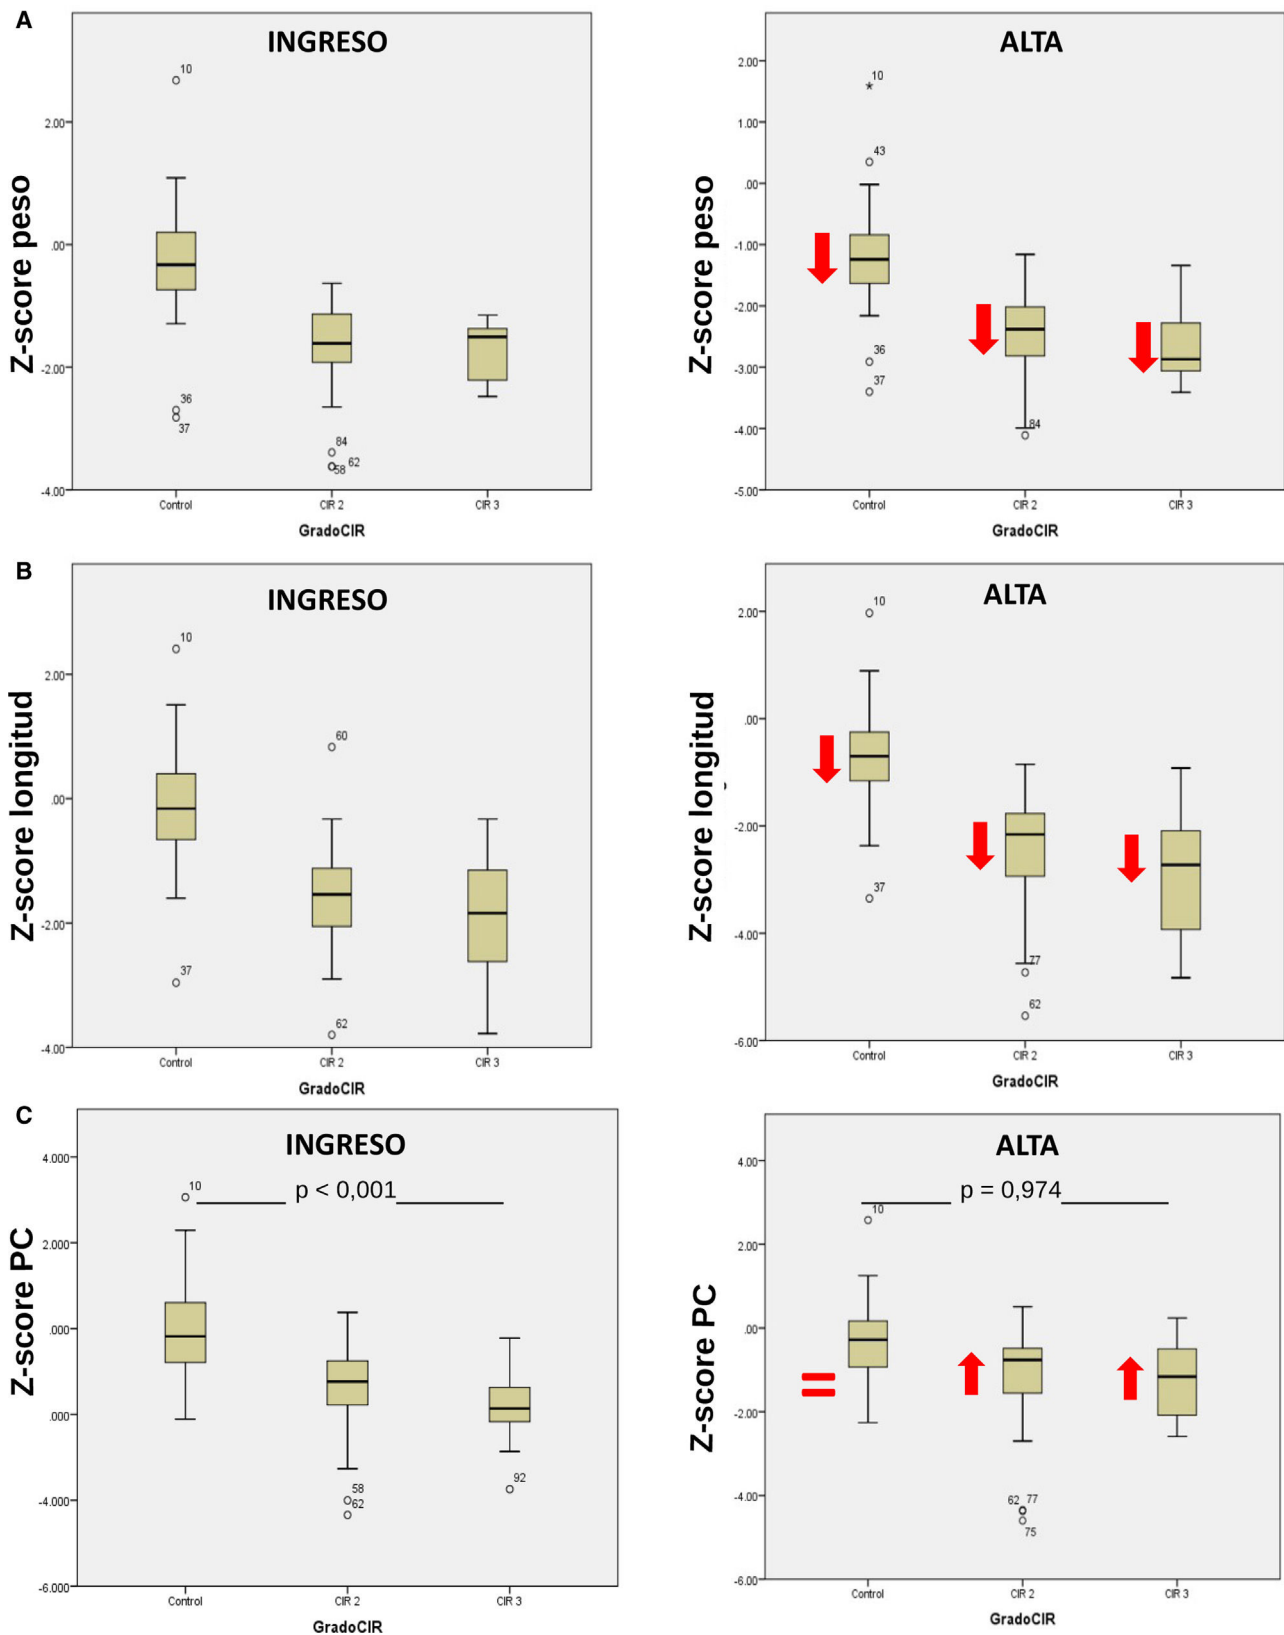 A
INGRESO
Z-score peso
2.00
.00
-2.00
-4.00
10
36
37
84
62
58
Control
CIR 2
CIR 3
GradoCIR
ALTA
Z-score peso
2.00
1.00
.00
-1.00
-2.00
-3.00
-4.00
-5.00
*
10
43
36
37
84
Control
CIR 2
CIR 3
GradoCIR
B
INGRESO
Z-score longitud
2.00
.00
-2.00
-4.00
10
60
37
62
Control
CIR 2
CIR 3
GradoCIR
ALTA
Z-score longitud
2.00
.00
-2.00
-4.00
-6.00
10
37
77
62
Control
CIR 2
CIR 3
GradoCIR
C
INGRESO
p < 0,001
Z-score PC
4.000
2.000
.000
.000
-4.000
-6.000
10
58
62
92
Control
CIR 2
CIR 3
GradoCIR
ALTA
p = 0,974
Z-score PC
4.00
2.00
.00
-2.00
-4.00
-6.00
10
62 77
75
Control
CIR 2
CIR 3
GradoCIR